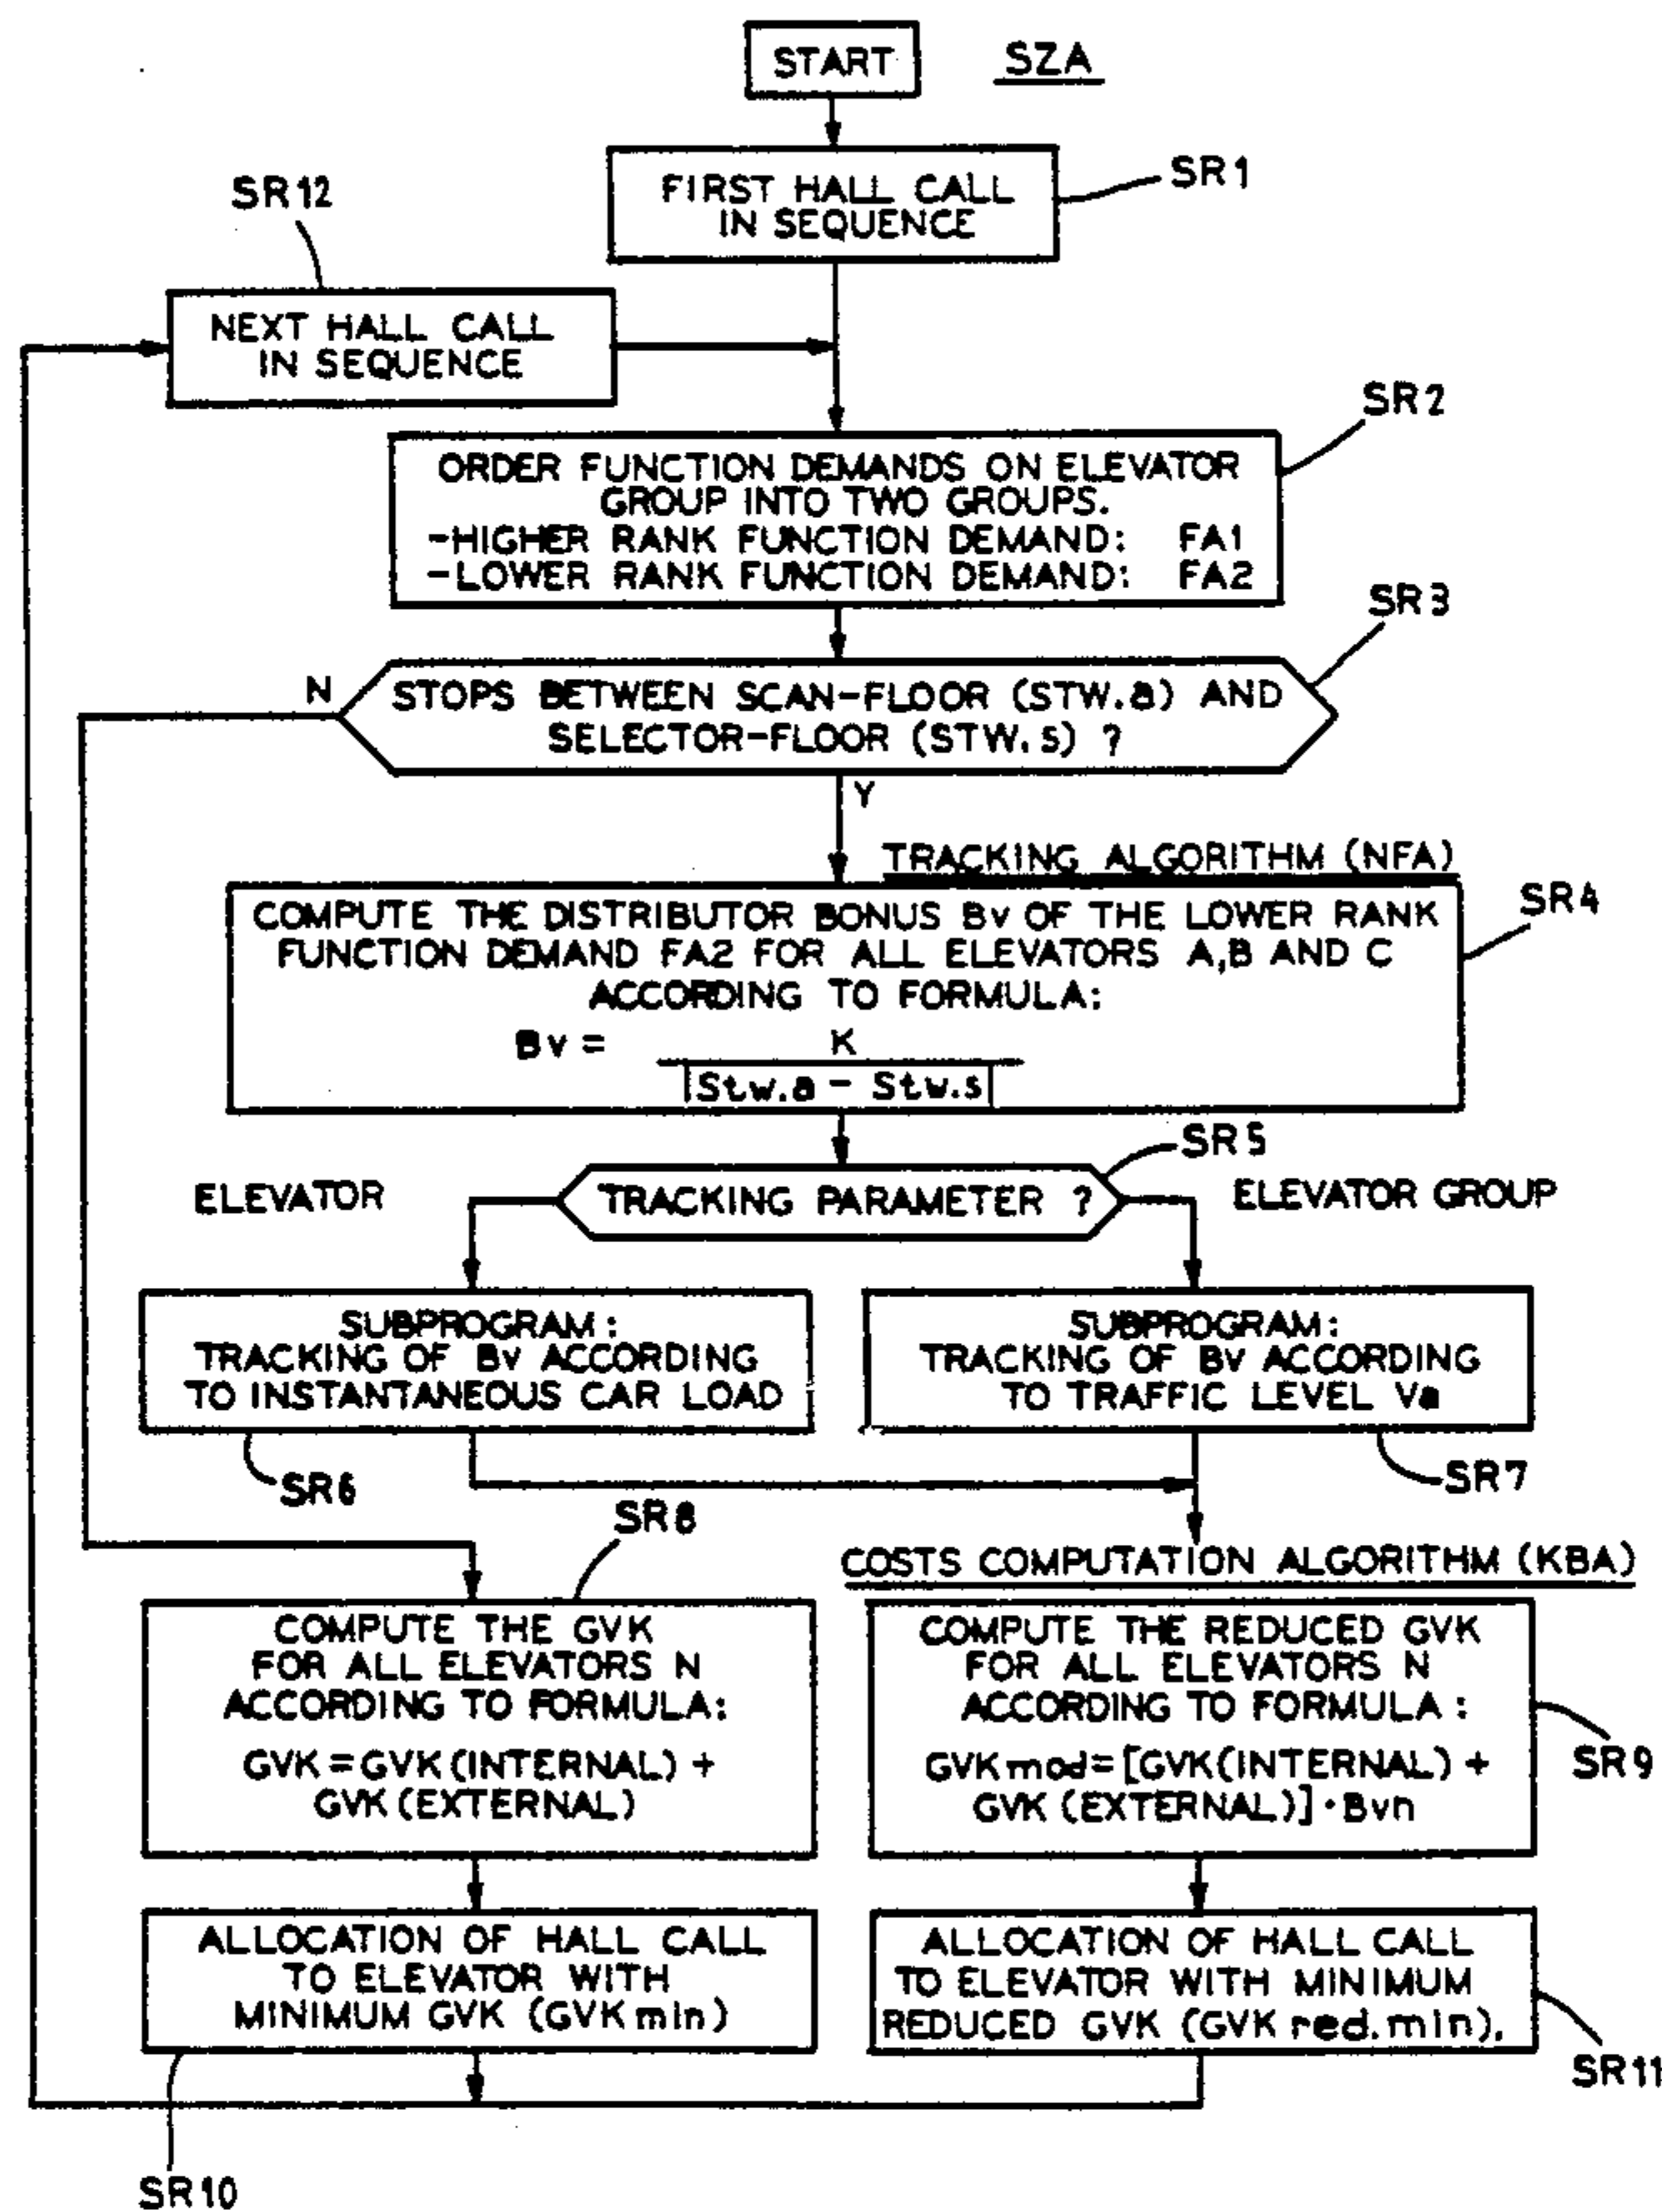 START
SZA
FIRST HALL CALL
IN SEQUENCE
SR1
SR12
NEXT HALL CALL
IN SEQUENCE
SR2
ORDER FUNCTION DEMANDS ON ELEVATOR
GROUP INTO TWO GROUPS.
-HIGHER RANK FUNCTION DEMAND: FA1
-LOWER RANK FUNCTION DEMAND: FA2
SR3
N
STOPS BETWEEN SCAN-FLOOR (STW.a) AND
SELECTOR-FLOOR (STW.s) ?
Y
TRACKING ALGORITHM (NFA)
SR4
COMPUTE THE DISTRIBUTOR BONUS Bv OF THE LOWER RANK
FUNCTION DEMAND FA2 FOR ALL ELEVATORS A,B AND C
ACCORDING TO FORMULA:
Bv = K
|Stw.a - Stw.s|
SR5
ELEVATOR
TRACKING PARAMETER ?
ELEVATOR GROUP
SUBPROGRAM:
TRACKING OF Bv ACCORDING
TO INSTANTANEOUS CAR LOAD
SR6
SUBPROGRAM:
TRACKING OF Bv ACCORDING
TO TRAFFIC LEVEL Va
SR7
SR8
COSTS COMPUTATION ALGORITHM (KBA)
COMPUTE THE GVK
FOR ALL ELEVATORS N
ACCORDING TO FORMULA:
GVK = GVK (INTERNAL) +
GVK (EXTERNAL)
COMPUTE THE REDUCED GVK
FOR ALL ELEVATORS N
ACCORDING TO FORMULA :
GVK mod = [GVK(INTERNAL) +
GVK (EXTERNAL)] · Bvn
SR9
ALLOCATION OF HALL CALL
TO ELEVATOR WITH
MINIMUM GVK (GVK min)
SR10
ALLOCATION OF HALL CALL
TO ELEVATOR WITH MINIMUM
REDUCED GVK (GVK red.min).
SR11